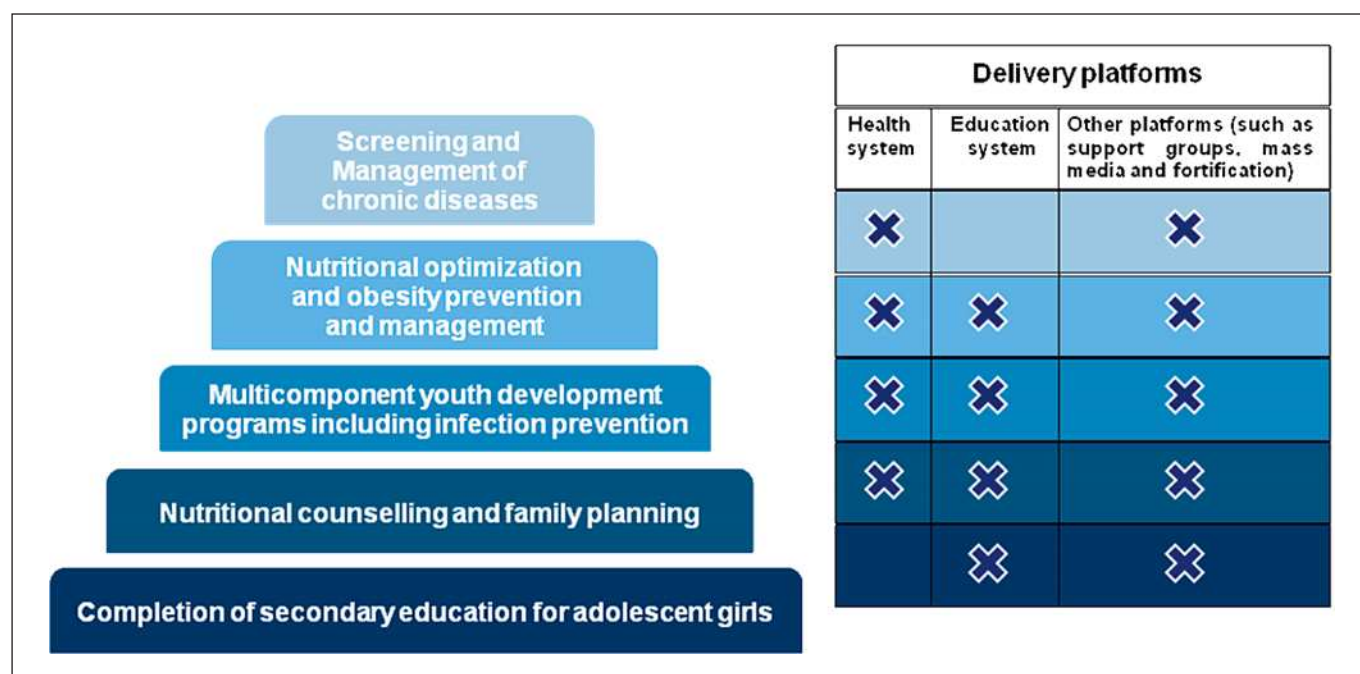 Screening and
Management of
chronic diseases
Nutritional optimization
and obesity prevention
and management
Multicomponent youth development
programs including infection prevention
Nutritional counselling and family planning
Completion of secondary education for adolescent girls
Delivery platforms
Health
system
Education
system
Other platforms (such as
support groups, mass
media and fortification)